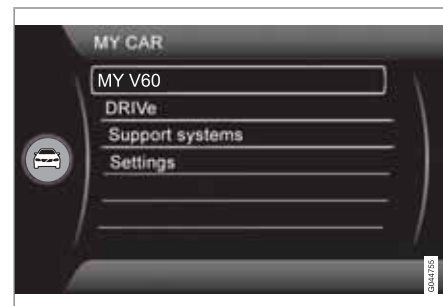 MY CAR
MY V60
DRIVe
Support systems
Settings
G044755